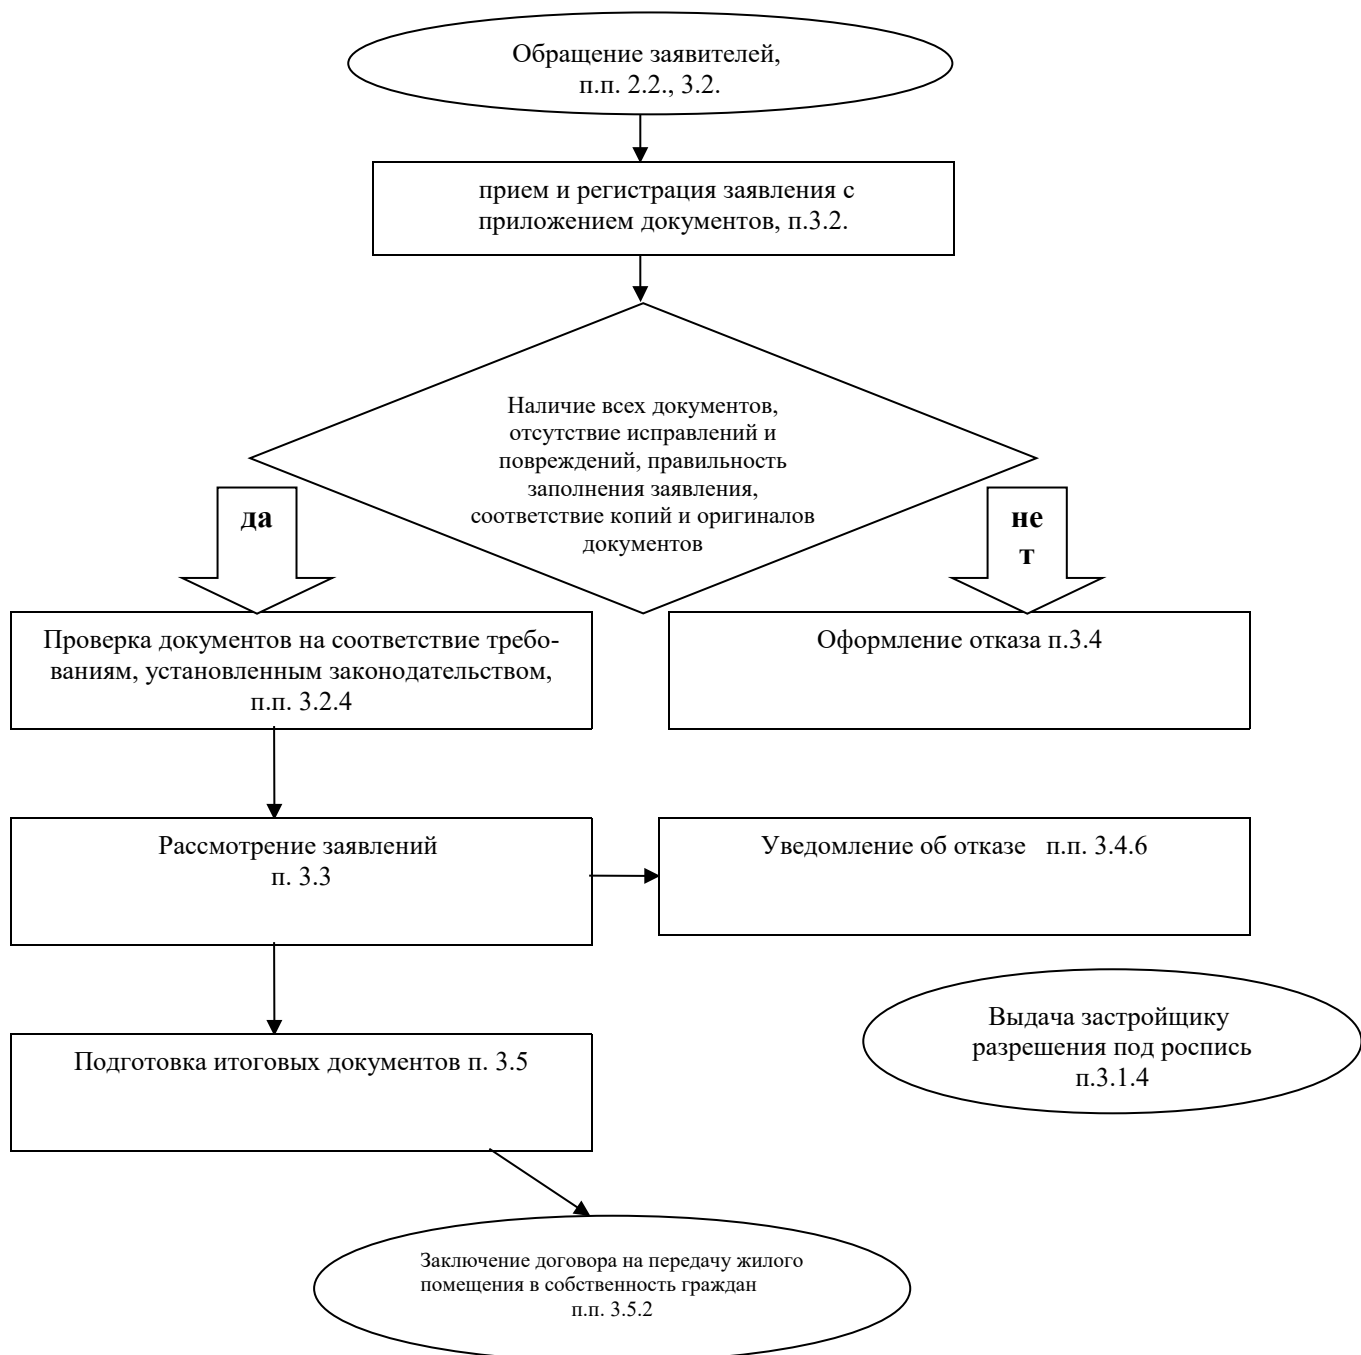 Обращение заявителей,
п.п. 2.2., 3.2.
прием и регистрация заявления с
приложением документов, п.3.2.
Наличие всех документов,
отсутствие исправлений и
повреждений, правильность
заполнения заявления,
соответствие копий и оригиналов
документов
да
не
т
Проверка документов на соответствие требо-
ваниям, установленным законодательством,
п.п. 3.2.4
Оформление отказа п.3.4
Рассмотрение заявлений
п. 3.3
Уведомление об отказе п.п. 3.4.6
Выдача застройщику
разрешения под роспись
п.3.1.4
Подготовка итоговых документов п. 3.5
Заключение договора на передачу жилого
помещения в собственность граждан
п.п. 3.5.2